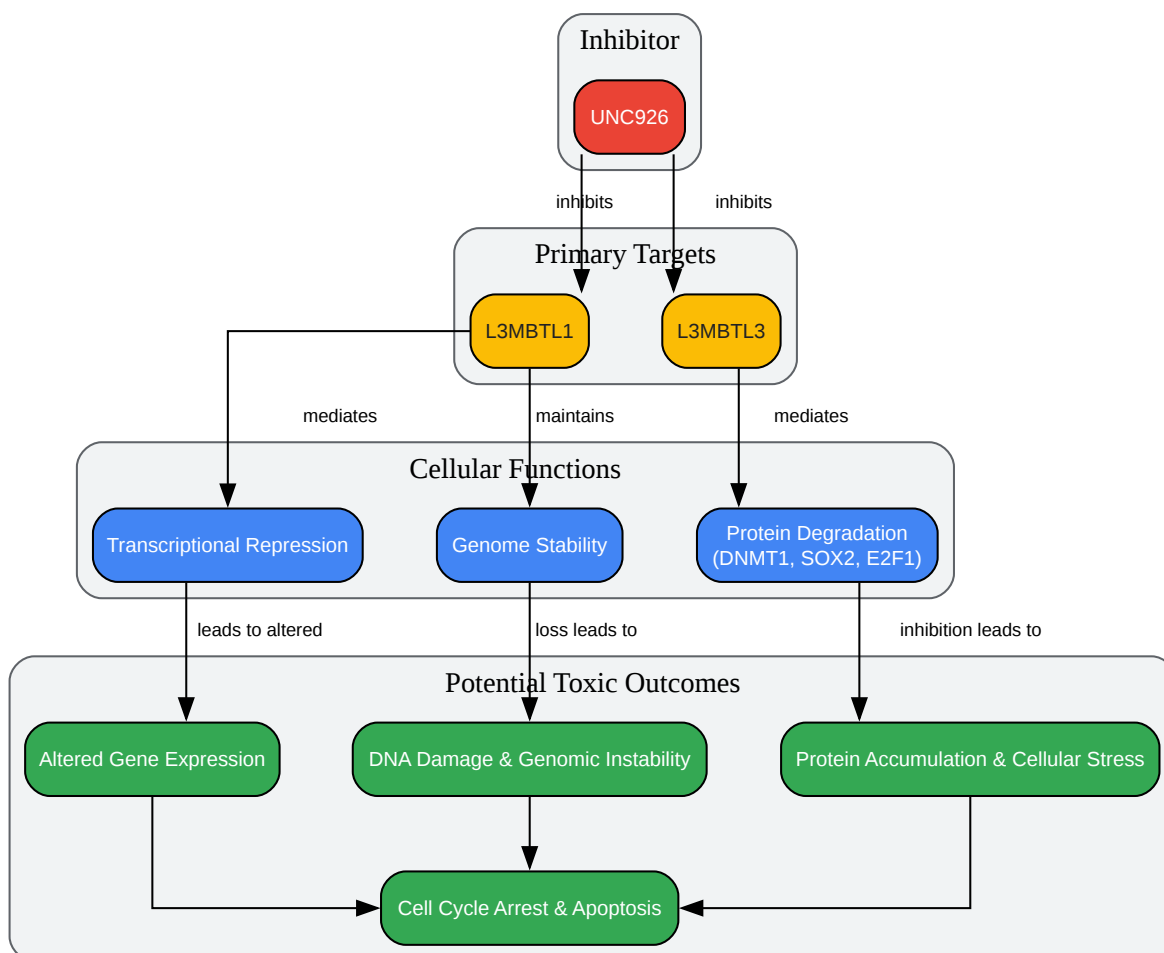 Inhibitor
UNC926
inhibits
inhibits
Primary Targets
L3MBTL1
L3MBTL3
mediates
maintains
mediates
Cellular Functions
Transcriptional Repression
Genome Stability
Protein Degradation
(DNMT1, SOX2, E2F1)
leads to altered
loss leads to
inhibition leads to
Potential Toxic Outcomes
Altered Gene Expression
DNA Damage & Genomic Instability
Protein Accumulation & Cellular Stress
Cell Cycle Arrest & Apoptosis